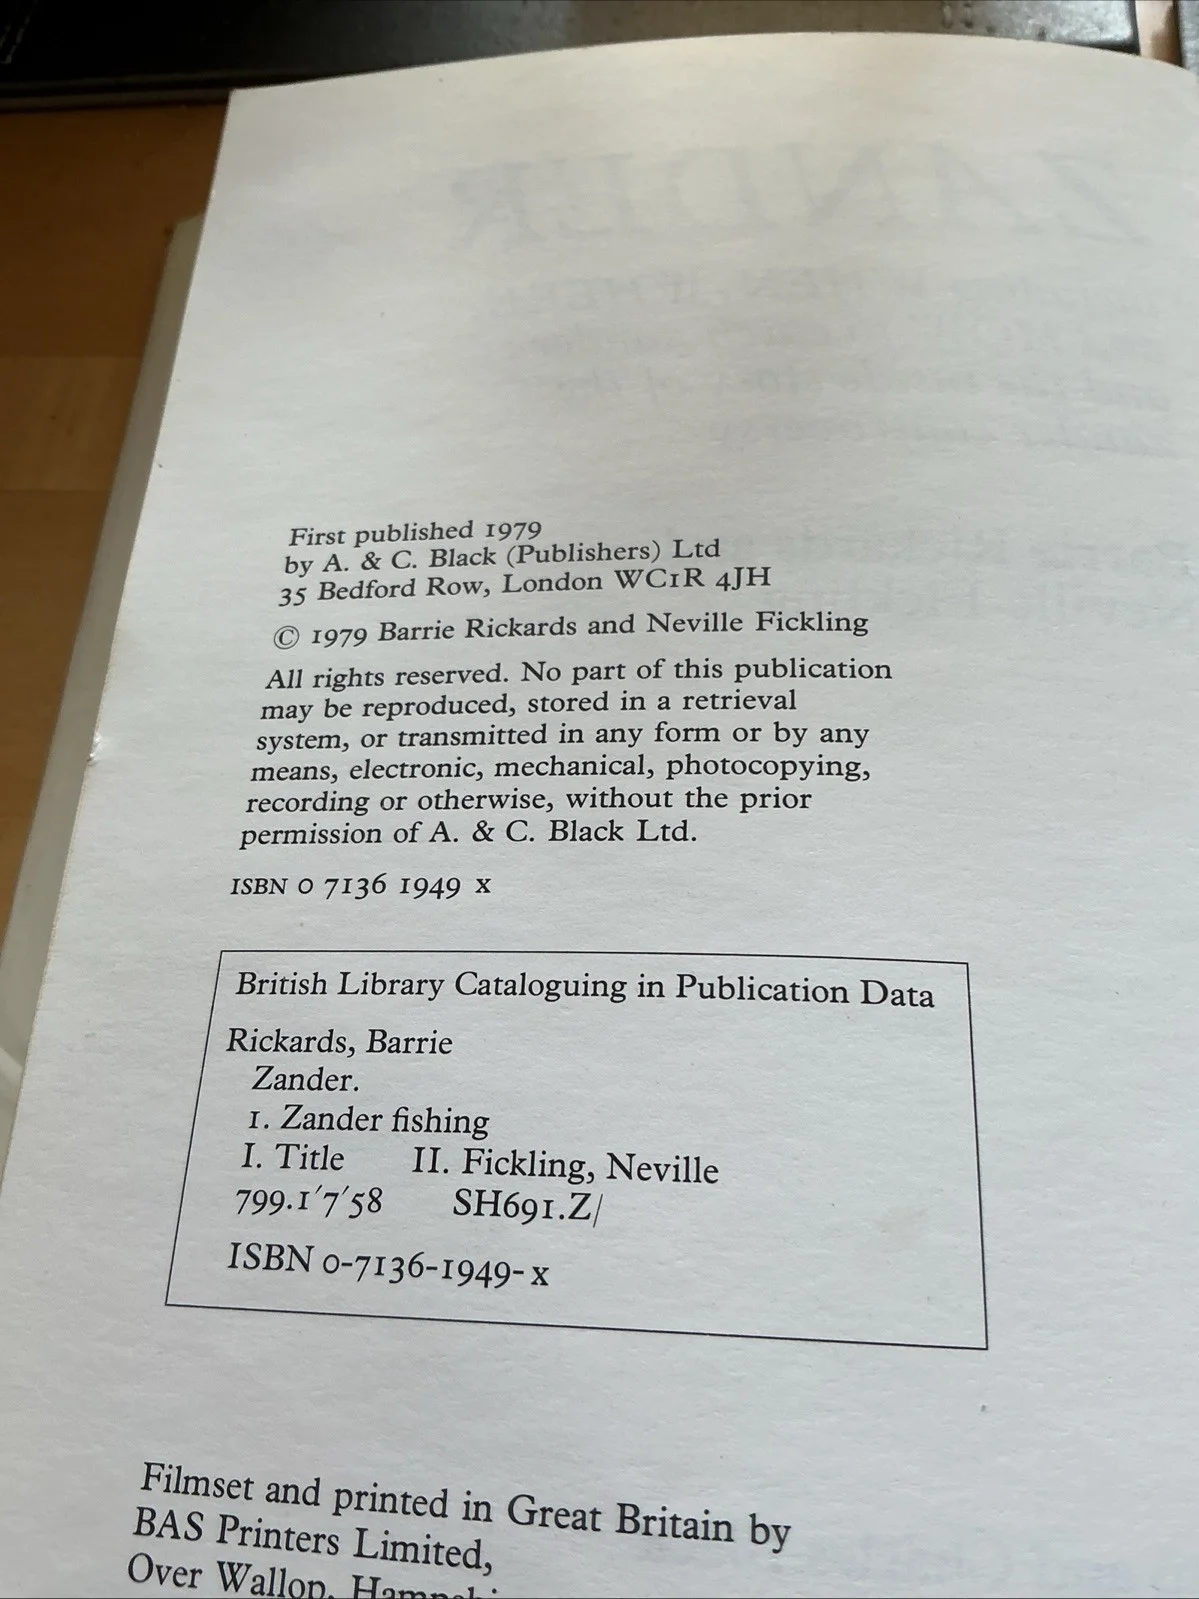 First published 1979
by A. & C. Black (Publishers) Ltd
35 Bedford Row, London WC1R 4JH
© 1979 Barrie Rickards and Neville Fickling
All rights reserved. No part of this publication
may be reproduced, stored in a retrieval
system, or transmitted in any form or by any
means, electronic, mechanical, photocopying,
recording or otherwise, without the prior
permission of A. & C. Black Ltd.
ISBN 0 7136 1949 X
British Library Cataloguing in Publication Data
Rickards, Barrie
Zander.
1. Zander fishing
I. Title II. Fickling, Neville
799.1'7'58 SH691.Z/
ISBN 0-7136-1949-X
Filmset and printed in Great Britain by
BAS Printers Limited,
Over Wallop,